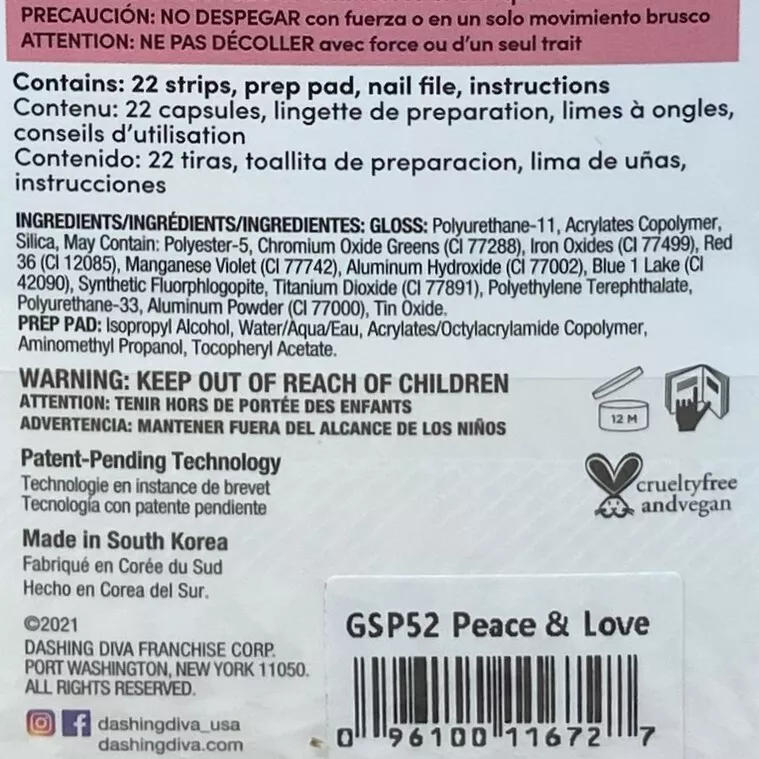 PRECAUCIÓN: NO DESPEGAR con fuerza o en un solo movimiento brusco
ATTENTION: NE PAS DÉCOLLER avec force ou d'un seul trait
Contains: 22 strips, prep pad, nail file, instructions
Contenu: 22 capsules, lingette de preparation, limes à ongles,
conseils d'utilisation
Contenido: 22 tiras, toallita de preparacion, lima de uñas,
instrucciones
INGREDIENTS/INGRÉDIENTS/INGREDIENTES: GLOSS: Polyurethane-11, Acrylates Copolymer,
Silica, May Contain: Polyester-5, Chromium Oxide Greens (CI 77288), Iron Oxides (CI 77499), Red
36 (CI 12085), Manganese Violet (CI 77742), Aluminum Hydroxide (CI 77002), Blue 1 Lake (CI
42090), Synthetic Fluorphlogopite, Titanium Dioxide (CI 77891), Polyethylene Terephthalate,
Polyurethane-33, Aluminum Powder (CI 77000), Tin Oxide.
PREP PAD: Isopropyl Alcohol, Water/Aqua/Eau, Acrylates/Octylacrylamide Copolymer,
Aminomethyl Propanol, Tocopheryl Acetate.
WARNING: KEEP OUT OF REACH OF CHILDREN
ATTENTION: TENIR HORS DE PORTÉE DES ENFANTS
ADVERTENCIA: MANTENER FUERA DEL ALCANCE DE LOS NIÑOS
12 M
Patent-Pending Technology
Technologie en instance de brevet
Tecnología con patente pendiente
crueltyfree
andvegan
Made in South Korea
Fabriqué en Corée du Sud
Hecho en Corea del Sur.
©2021
DASHING DIVA FRANCHISE CORP.
PORT WASHINGTON, NEW YORK 11050.
ALL RIGHTS RESERVED.
dashingdiva_usa
dashingdiva.com
GSP52 Peace & Love
0 96100 11672 7